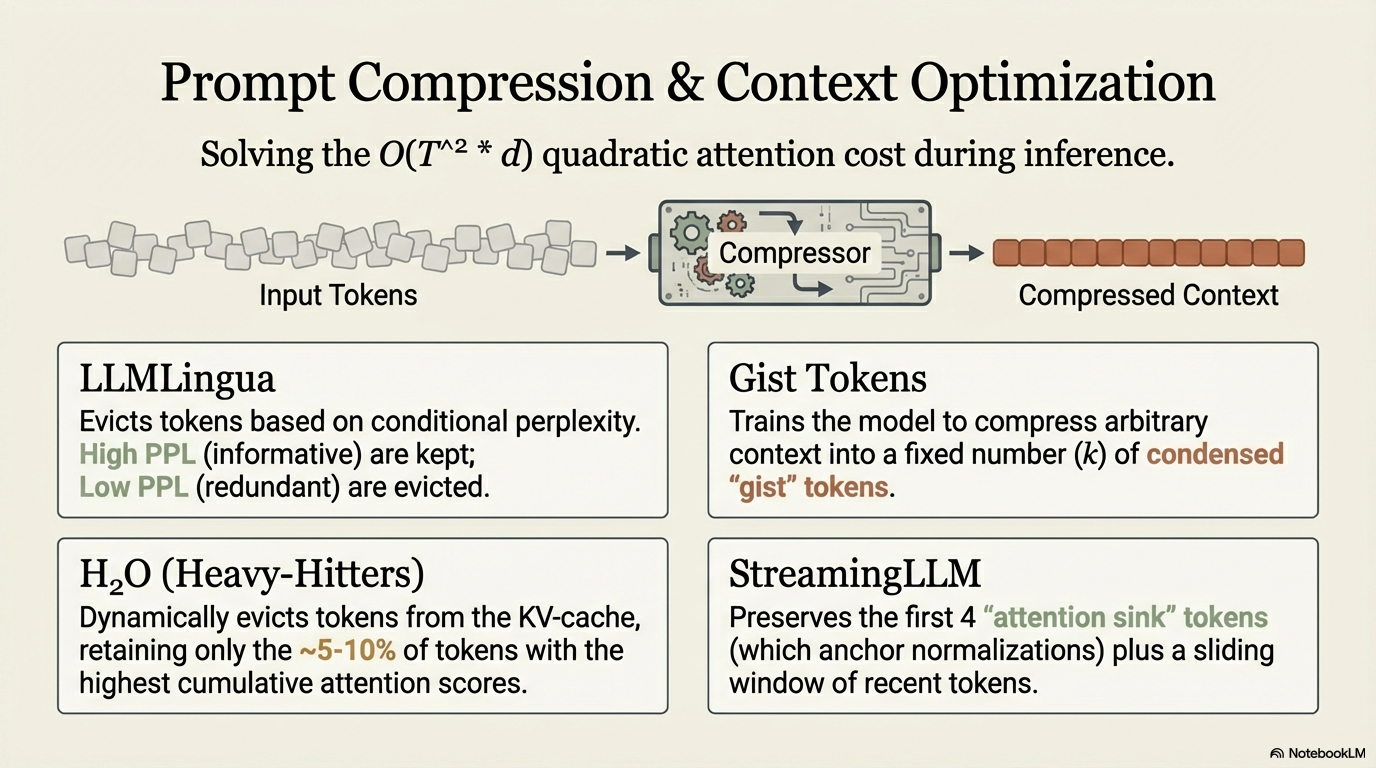 Prompt Compression & Context Optimization
Solving the O(T^² * d) quadratic attention cost during inference.
Input Tokens
Compressor
Compressed Context
LLMLingua
Evicts tokens based on conditional perplexity.
High PPL (informative) are kept;
Low PPL (redundant) are evicted.
Gist Tokens
Trains the model to compress arbitrary
context into a fixed number (k) of condensed
“gist” tokens.
H₂O (Heavy-Hitters)
Dynamically evicts tokens from the KV-cache,
retaining only the ~5-10% of tokens with the
highest cumulative attention scores.
StreamingLLM
Preserves the first 4 “attention sink” tokens
(which anchor normalizations) plus a sliding
window of recent tokens.
NotebookLM